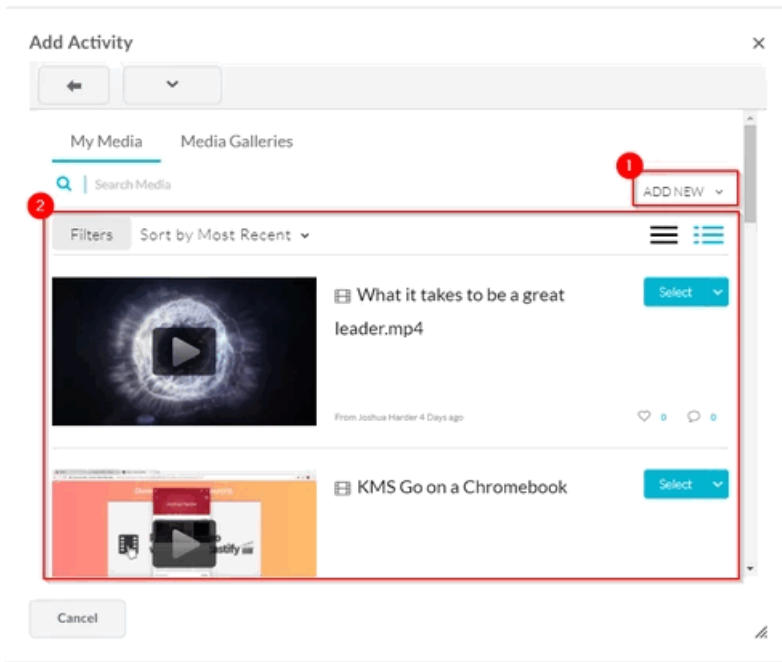 Add Activity
My Media Media Galleries
Search Media
1
ADD NEW
2
Filters Sort by Most Recent
What it takes to be a great
leader.mp4
Select
From Joshua Harder 4 Days ago
0 0
KMS Go on a Chromebook
Select
Cancel